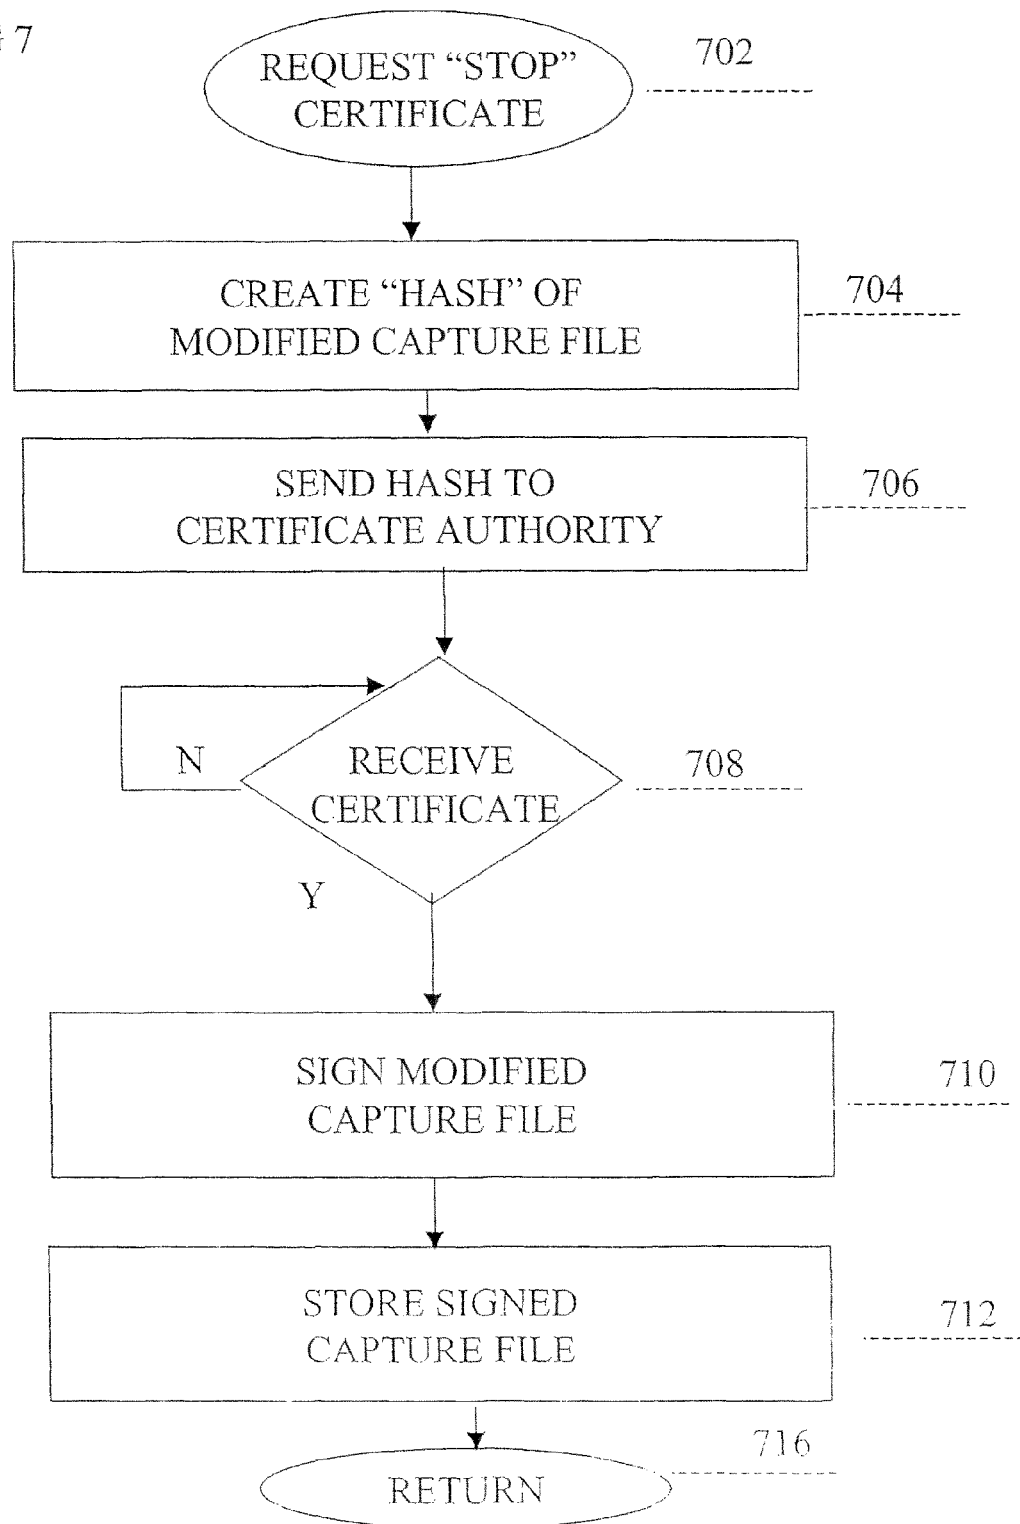 7
REQUEST “STOP”
CERTIFICATE
702
CREATE “HASH” OF
MODIFIED CAPTURE FILE
704
SEND HASH TO
CERTIFICATE AUTHORITY
706
RECEIVE
CERTIFICATE
N
708
Y
SIGN MODIFIED
CAPTURE FILE
710
STORE SIGNED
CAPTURE FILE
712
716
RETURN